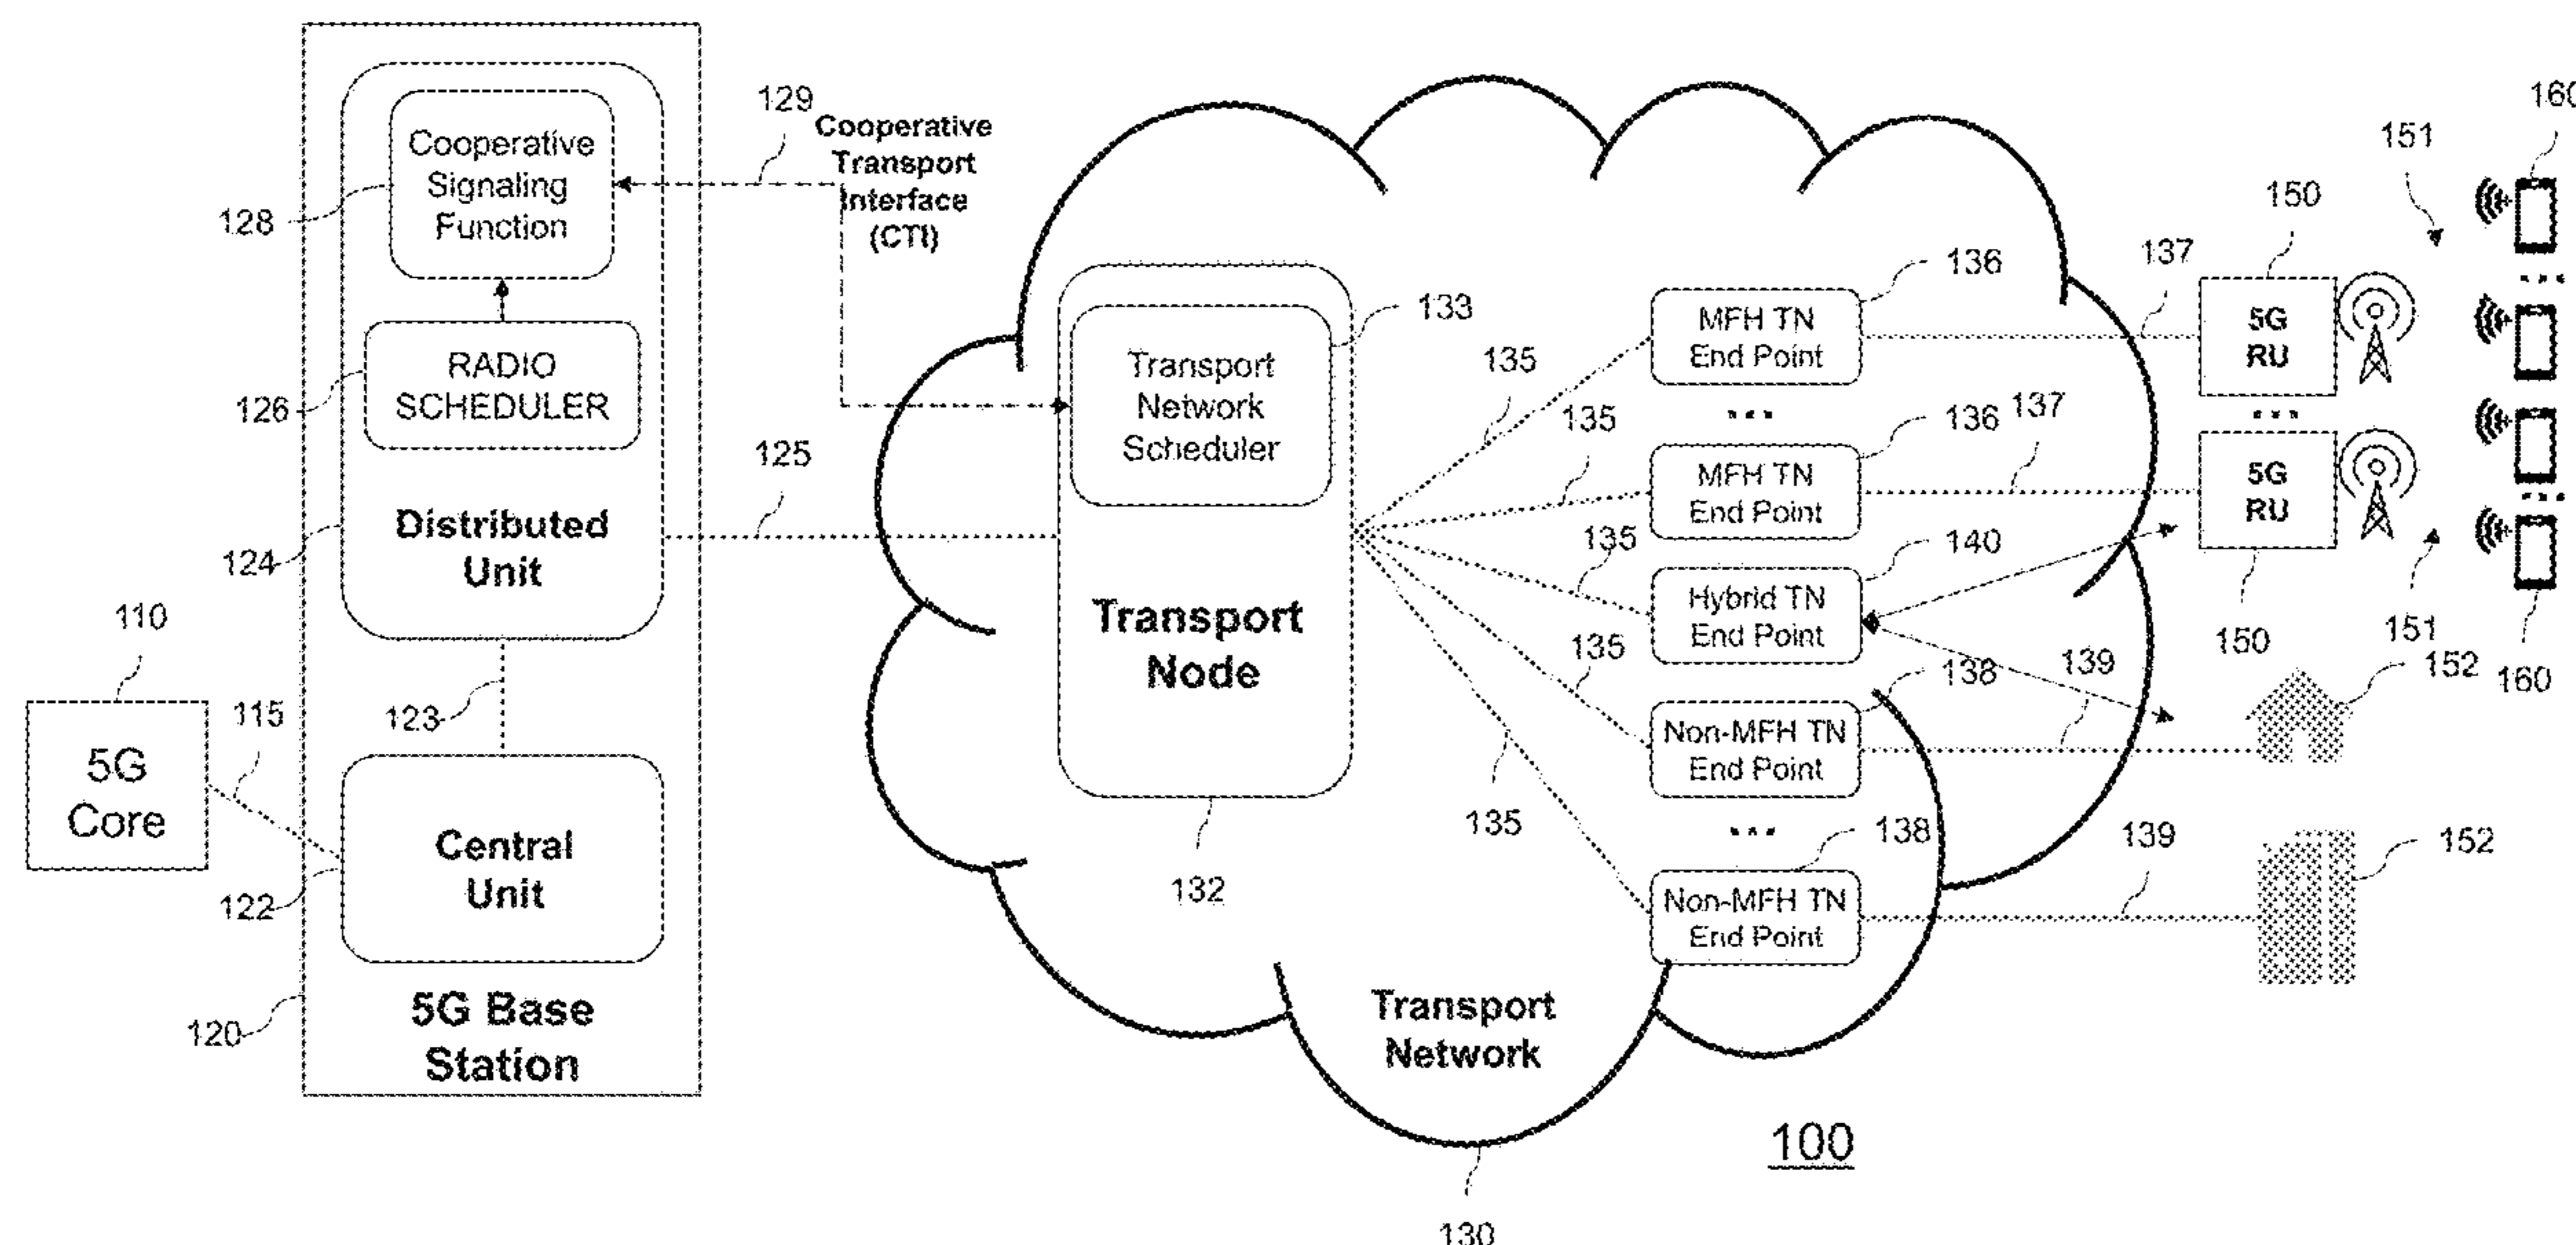 160
129
Cooperative
Transport
Interface
(CTI)
151
Cooperative
Signaling
Function
128
150
137
136
133
MFH TN
End Point
5G
RU
Transport
Network
Scheduler
RADIO
SCHEDULER
126
135
...
135
137
136
...
...
125
MFH TN
End Point
5G
RU
...
Distributed
Unit
124
135
140
Hybrid TN
End Point
110
Transport
Node
135
150
151
152
160
139
138
123
115
Non-MFH TN
End Point
5G
Core
135
...
138
139
152
Central
Unit
122
132
Non-MFH TN
End Point
5G Base
Station
120
Transport
Network
100
130